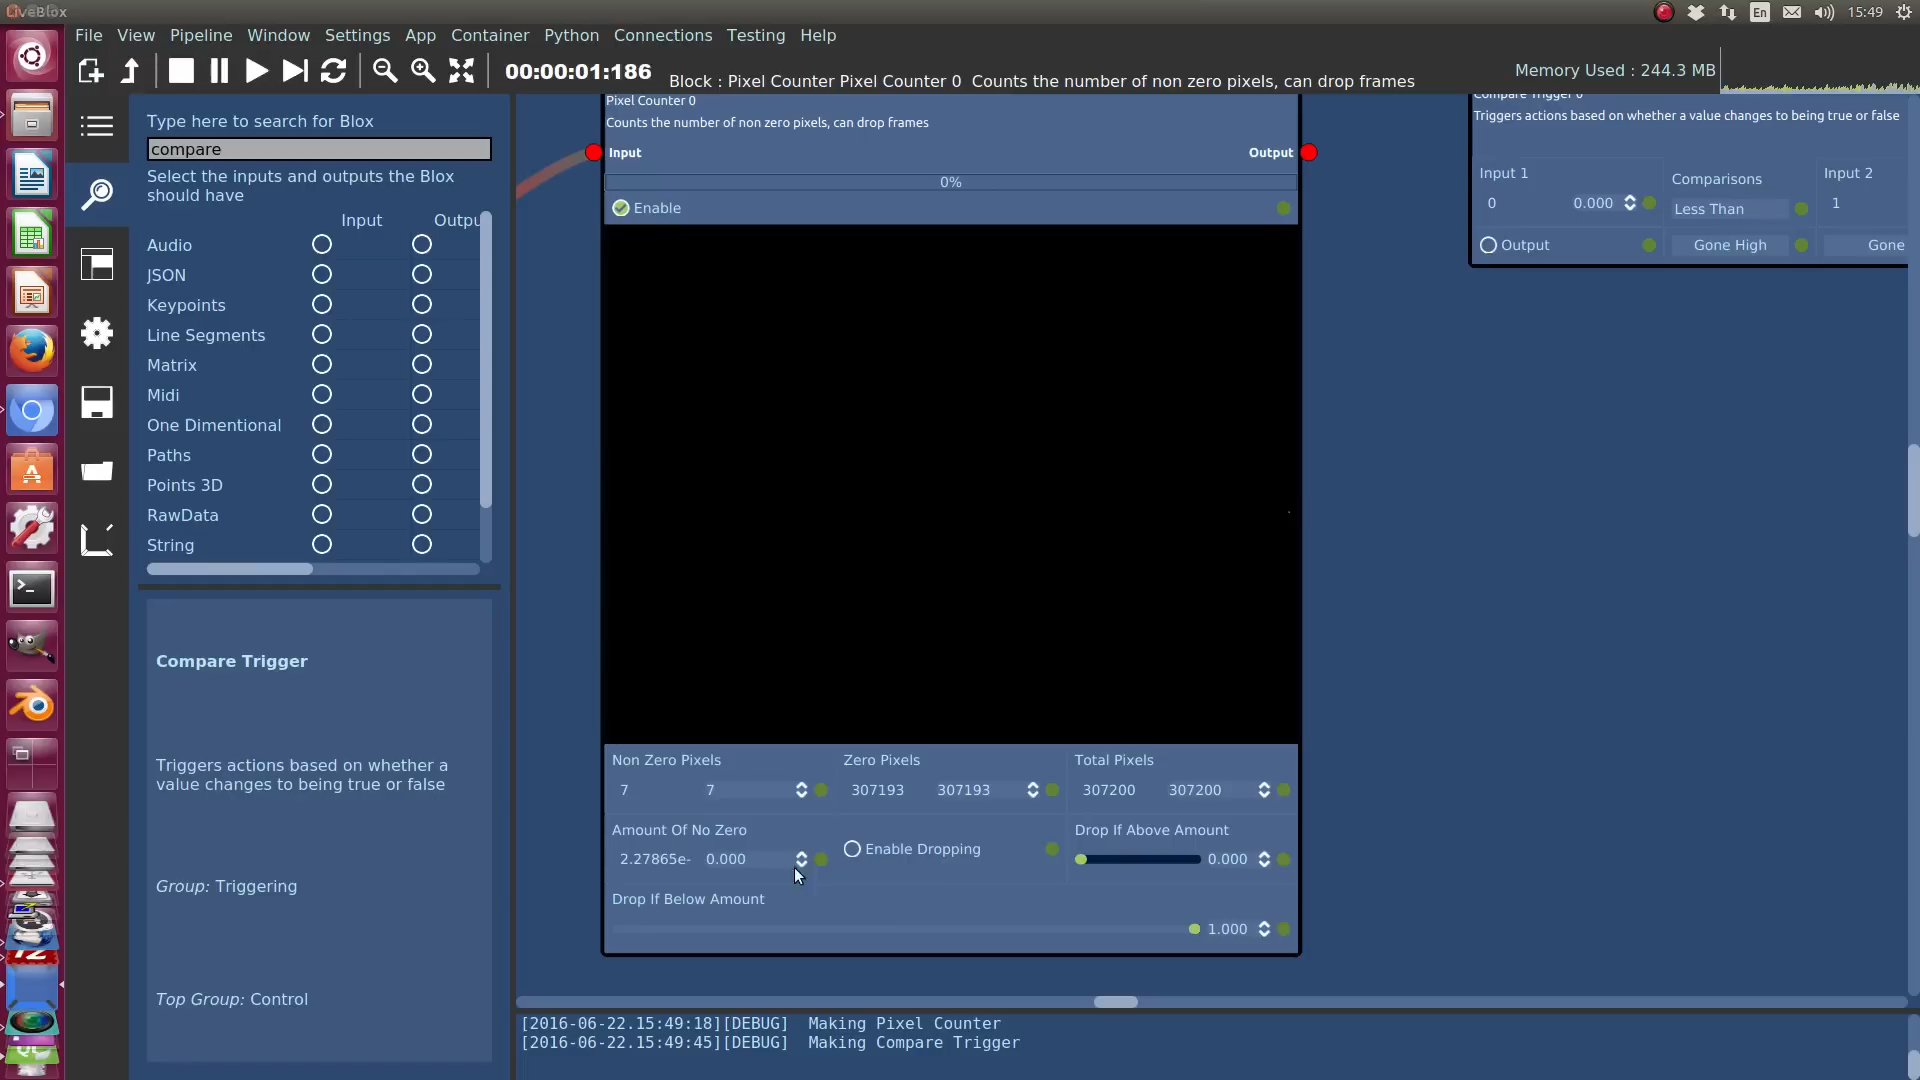 LiveBlox
En
15:49
File View Pipeline Window Settings App Container Python Connections Testing Help
00:00:01:186
Block : Pixel Counter Pixel Counter 0 Counts the number of non zero pixels, can drop frames
Memory Used : 244.3 MB
Type here to search for Blox
compare
Select the inputs and outputs the Blox
should have
Input Outpu
Audio
JSON
Keypoints
Line Segments
Matrix
Midi
One Dimentional
Paths
Points 3D
RawData
String
Compare Trigger
Triggers actions based on whether a
value changes to being true or false
Group: Triggering
Top Group: Control
Pixel Counter 0
Counts the number of non zero pixels, can drop frames
Input Output
0%
Enable
Non Zero Pixels Zero Pixels Total Pixels
7 7 307193 307193 307200 307200
Amount Of No Zero Enable Dropping Drop If Above Amount
2.27865e- 0.000 0.000
Drop If Below Amount
1.000
Compare Trigger 0
Triggers actions based on whether a value changes to being true or false
Input 1 Comparisons Input 2
0 0.000 Less Than 1
Output Gone High Gone
[2016-06-22.15:49:18][DEBUG] Making Pixel Counter
[2016-06-22.15:49:45][DEBUG] Making Compare Trigger